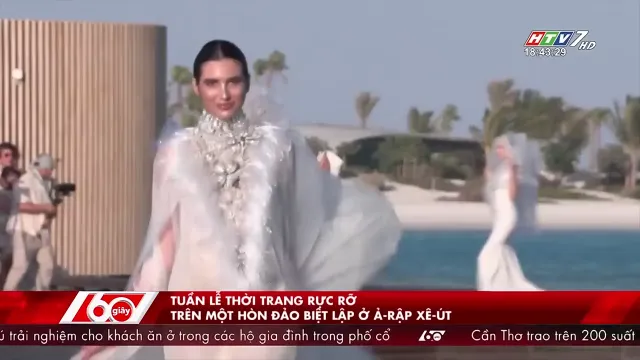 HTV7 HD
18:43:29
60 giây
TUẦN LỄ THỜI TRANG RỰC RỠ
TRÊN MỘT HÒN ĐẢO BIỆT LẬP Ở Ả-RẬP XÊ-ÚT
trải nghiệm cho khách ăn ở trong các hộ gia đình trong phố cổ 60 Cần Thơ trao trên 200 suất